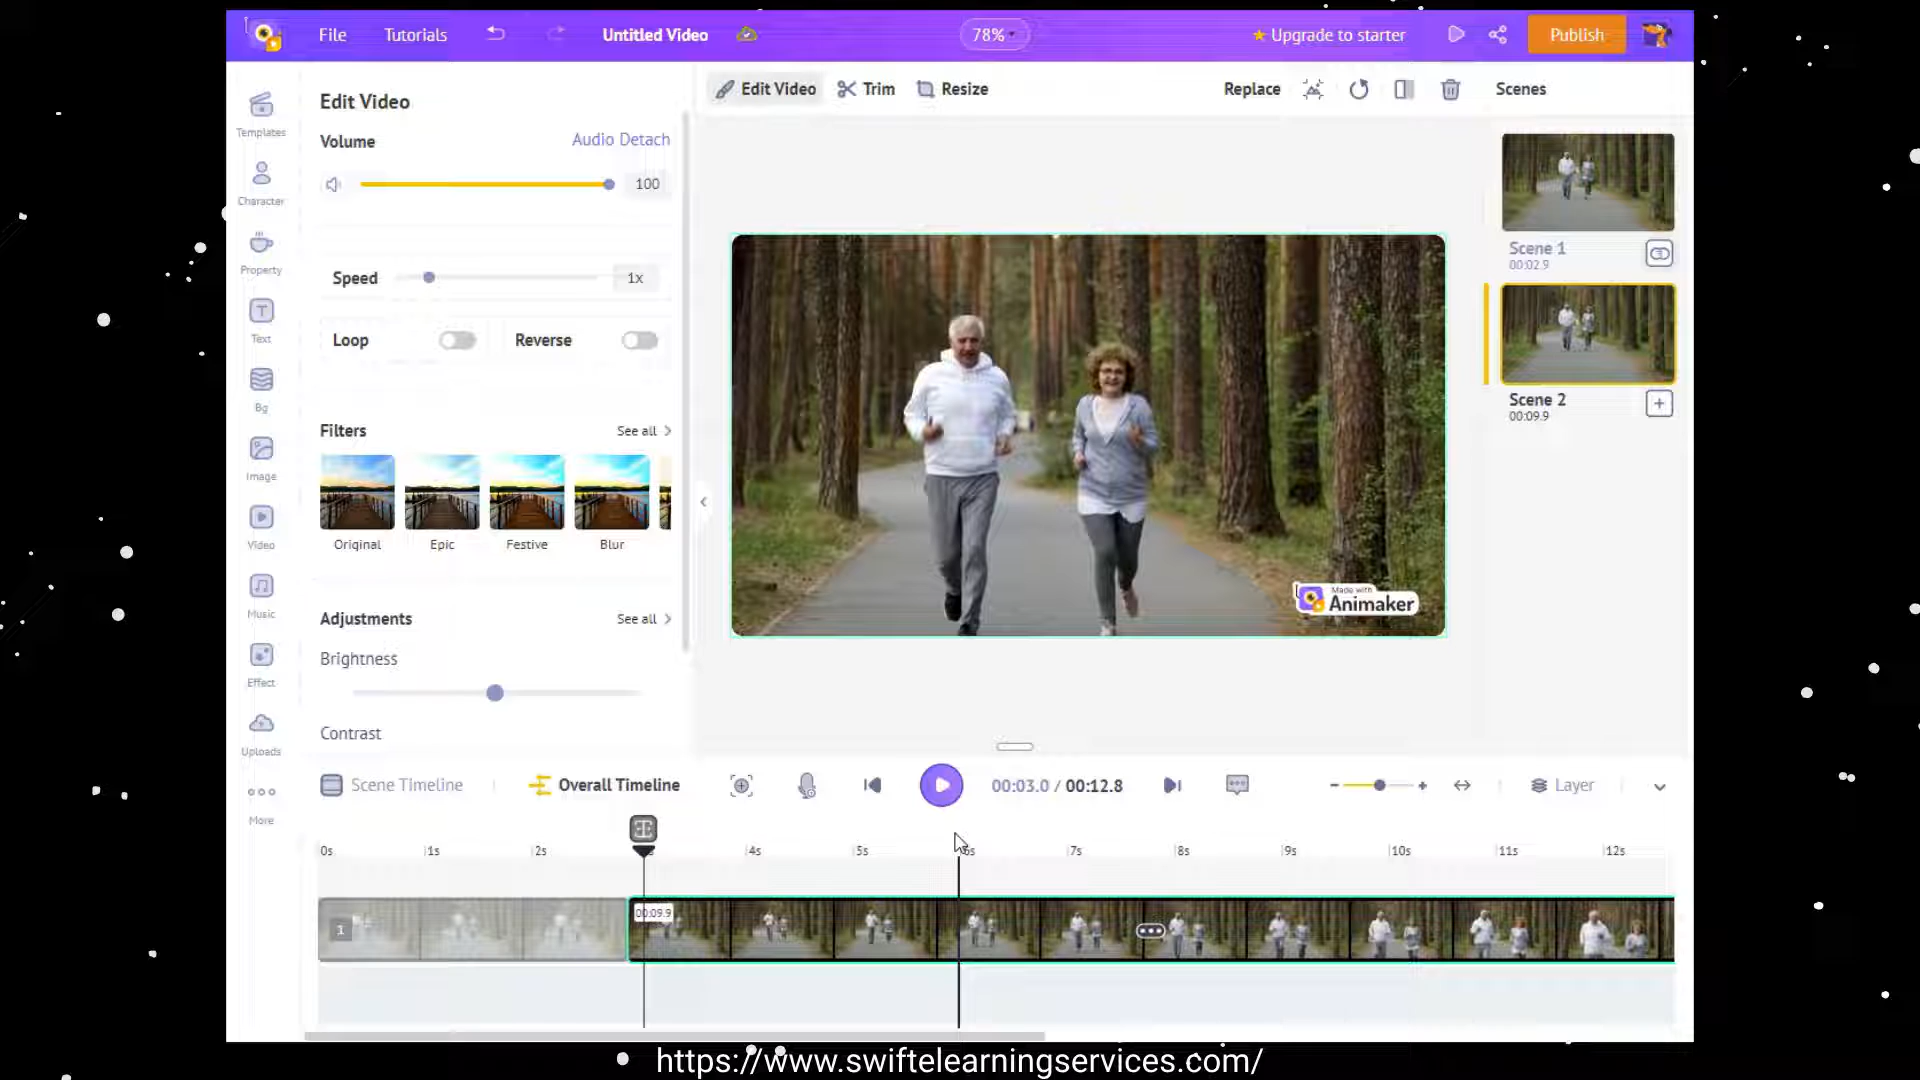 File
Tutorials
Untitled Video
78%
Upgrade to starter
Publish
Templates
Character
Property
Text
Bg
Image
Video
Music
Effect
Uploads
More
Edit Video
Volume
Audio Detach
100
Speed
1x
Loop
Reverse
Filters
See all
Original
Epic
Festive
Blur
Adjustments
See all
Brightness
Contrast
Edit Video
Trim
Resize
Replace
Scenes
Made with
Animaker
Scene 1
00:02.9
Scene 2
00:09.9
Scene Timeline
Overall Timeline
00:03.0 / 00:12.8
Layer
0s 1s 2s 4s 5s 6s 7s 8s 9s 10s 11s 12s
1
00:09.9
https://www.swiftelearningservices.com/